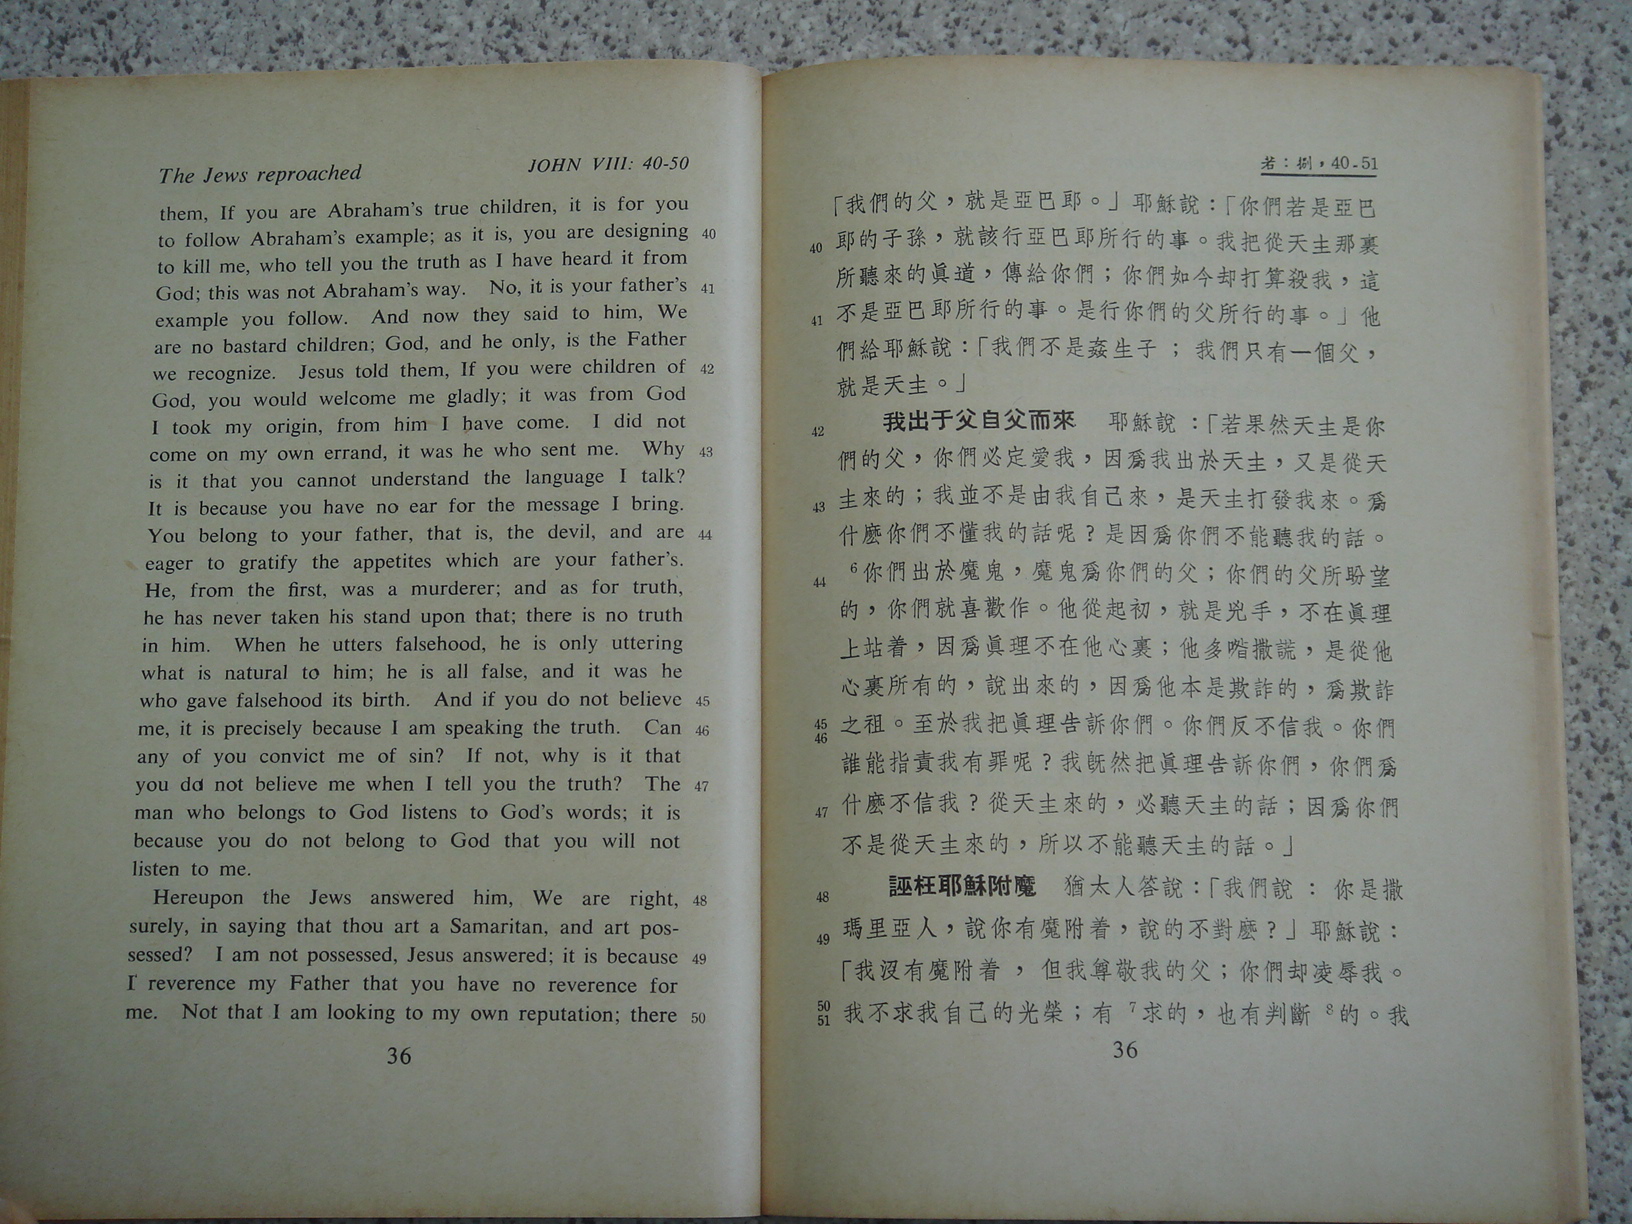 The Jews reproached JOHN VIII: 40-50
them, If you are Abraham's true children, it is for you
to follow Abraham's example; as it is, you are designing 40
to kill me, who tell you the truth as I have heard it from
God; this was not Abraham's way. No, it is your father's 41
example you follow. And now they said to him, We
are no bastard children; God, and he only, is the Father
we recognize. Jesus told them, If you were children of 42
God, you would welcome me gladly; it was from God
I took my origin, from him I have come. I did not
come on my own errand, it was he who sent me. Why 43
is it that you cannot understand the language I talk?
It is because you have no ear for the message I bring.
You belong to your father, that is, the devil, and are 44
eager to gratify the appetites which are your father's.
He, from the first, was a murderer; and as for truth,
he has never taken his stand upon that; there is no truth
in him. When he utters falsehood, he is only uttering
what is natural to him; he is all false, and it was he
who gave falsehood its birth. And if you do not believe 45
me, it is precisely because I am speaking the truth. Can 46
any of you convict me of sin? If not, why is it that
you do not believe me when I tell you the truth? The 47
man who belongs to God listens to God's words; it is
because you do not belong to God that you will not
listen to me.
Hereupon the Jews answered him, We are right, 48
surely, in saying that thou art a Samaritan, and art pos-
sessed? I am not possessed, Jesus answered; it is because 49
I reverence my Father that you have no reverence for
me. Not that I am looking to my own reputation; there 50
36
若：捌，40-51
「我們的父，就是亞巴郎。」耶穌說：「你們若是亞巴
40 郎的子孫，就該行亞巴郎所行的事。我把從天主那裏
所聽來的眞道，傳給你們；你們如今却打算殺我，這
41 不是亞巴郎所行的事。是行你們的父所行的事。」他
們給耶穌說：「我們不是姦生子；我們只有一個父，
就是天主。」
42 我出于父自父而來 耶穌說：「若果然天主是你
們的父，你們必定愛我，因爲我出於天主，又是從天
43 主來的；我並不是由我自己來，是天主打發我來。爲
什麼你們不懂我的話呢？是因爲你們不能聽我的話。
44 6你們出於魔鬼，魔鬼爲你們的父；你們的父所盼望
的，你們就喜歡作。他從起初，就是兇手，不在眞理
上站着，因爲眞理不在他心裏；他多喒撒謊，是從他
心裏所有的，說出來的，因爲他本是欺詐的，爲欺詐
45 46 之祖。至於我把眞理告訴你們。你們反不信我。你們
誰能指責我有罪呢？我旣然把眞理告訴你們，你們爲
47 什麼不信我？從天主來的，必聽天主的話；因爲你們
不是從天主來的，所以不能聽天主的話。」
48 誣枉耶穌附魔 猶太人答說：「我們說：你是撒
49 瑪里亞人，說你有魔附着，說的不對麼？」耶穌說：
「我沒有魔附着，但我尊敬我的父；你們却凌辱我。
50 51 我不求我自己的光榮；有7求的，也有判斷8的。我
36